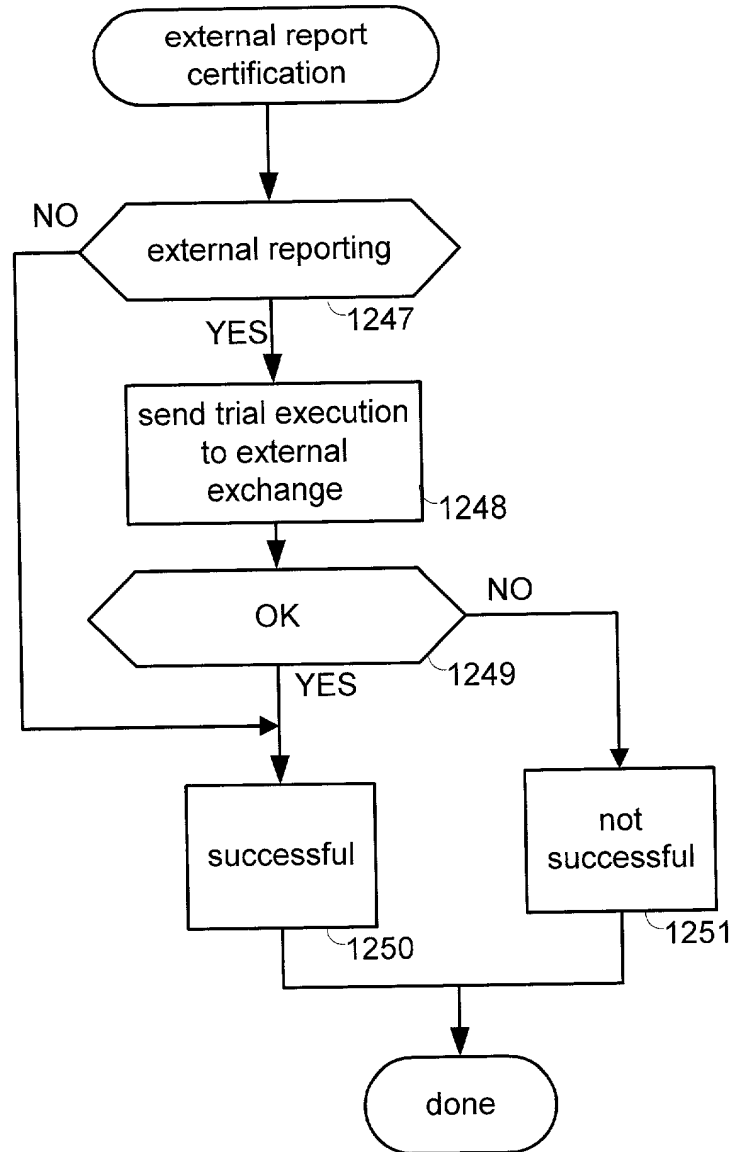 external report
certification
NO
external reporting
1247
YES
send trial execution
to external
exchange
1248
OK
NO
1249
YES
successful
1250
not
successful
1251
done